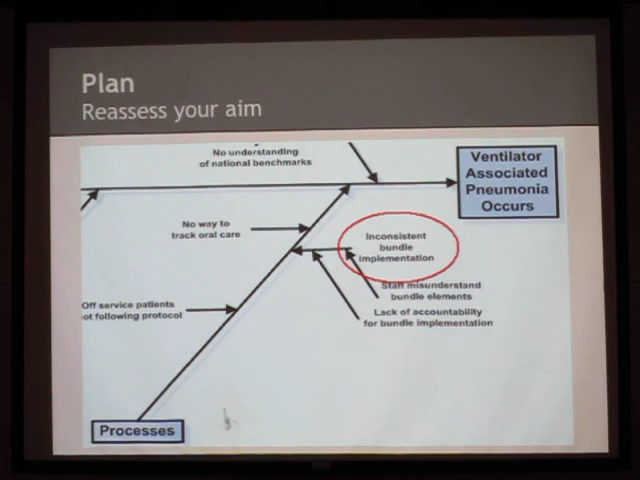 Plan
Reassess your aim
No understanding
of national benchmarks
Ventilator
Associated
Pneumonia
Occurs
No way to
track oral care
Inconsistent
bundle
implementation
Staff misunderstand
bundle elements
Off service patients
ot following protocol
Lack of accountability
for bundle implementation
Processes